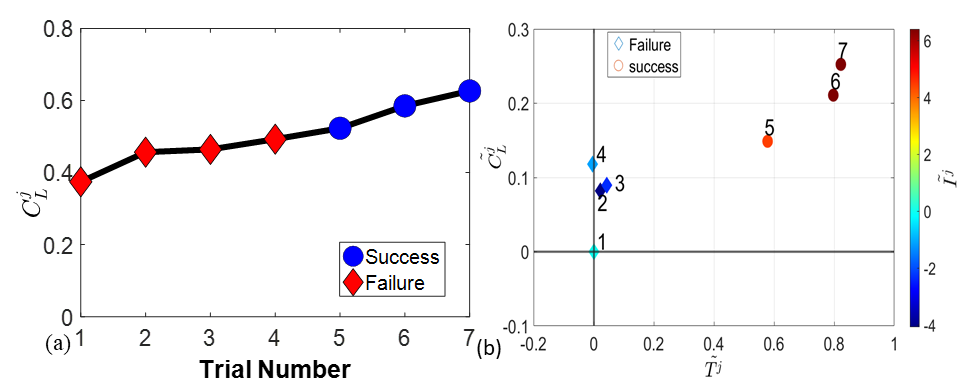 0.8
0.6
0.4
0.2
0
C_L^j
1 2 3 4 5 6 7
Trial Number
Success
Failure
(a)
0.3
0.2
0.1
0
-0.1
C̃_L^j
-0.2 0 0.2 0.4 0.6 0.8 1
T̃^j
Failure
success
1
2
3
4
5
6
7
(b)
6
4
2
0
-2
-4
Ĩ^j